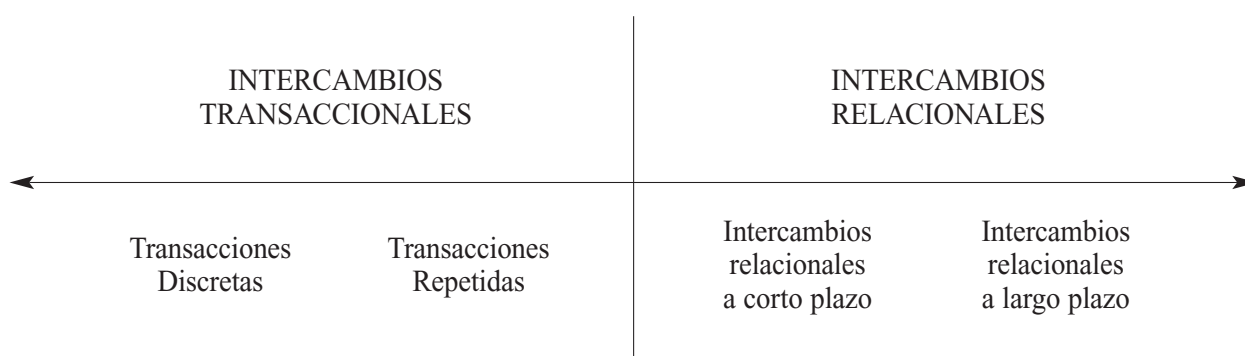 INTERCAMBIOS
TRANSACCIONALES
INTERCAMBIOS
RELACIONALES
Transacciones
Discretas
Transacciones
Repetidas
Intercambios
relacionales
a corto plazo
Intercambios
relacionales
a largo plazo